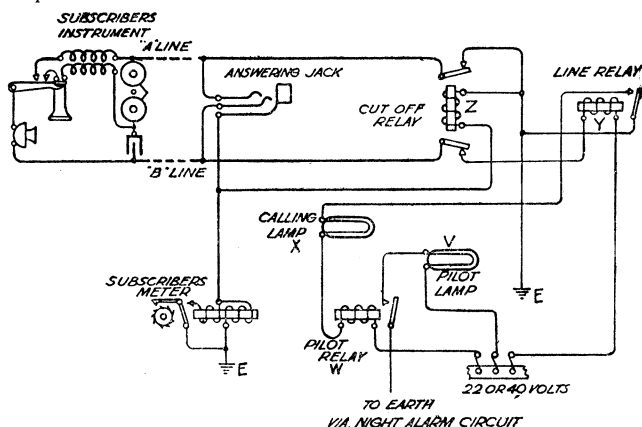 SUBSCRIBERS
INSTRUMENT
"A" LINE
ANSWERING JACK
CUT OFF
RELAY
Z
LINE RELAY
Y
"B" LINE
CALLING
LAMP
X
V
PILOT
LAMP
SUBSCRIBERS
METER
E
PILOT
RELAY
W
E
22 OR 40 VOLTS
TO EARTH
VIA NIGHT ALARM CIRCUIT